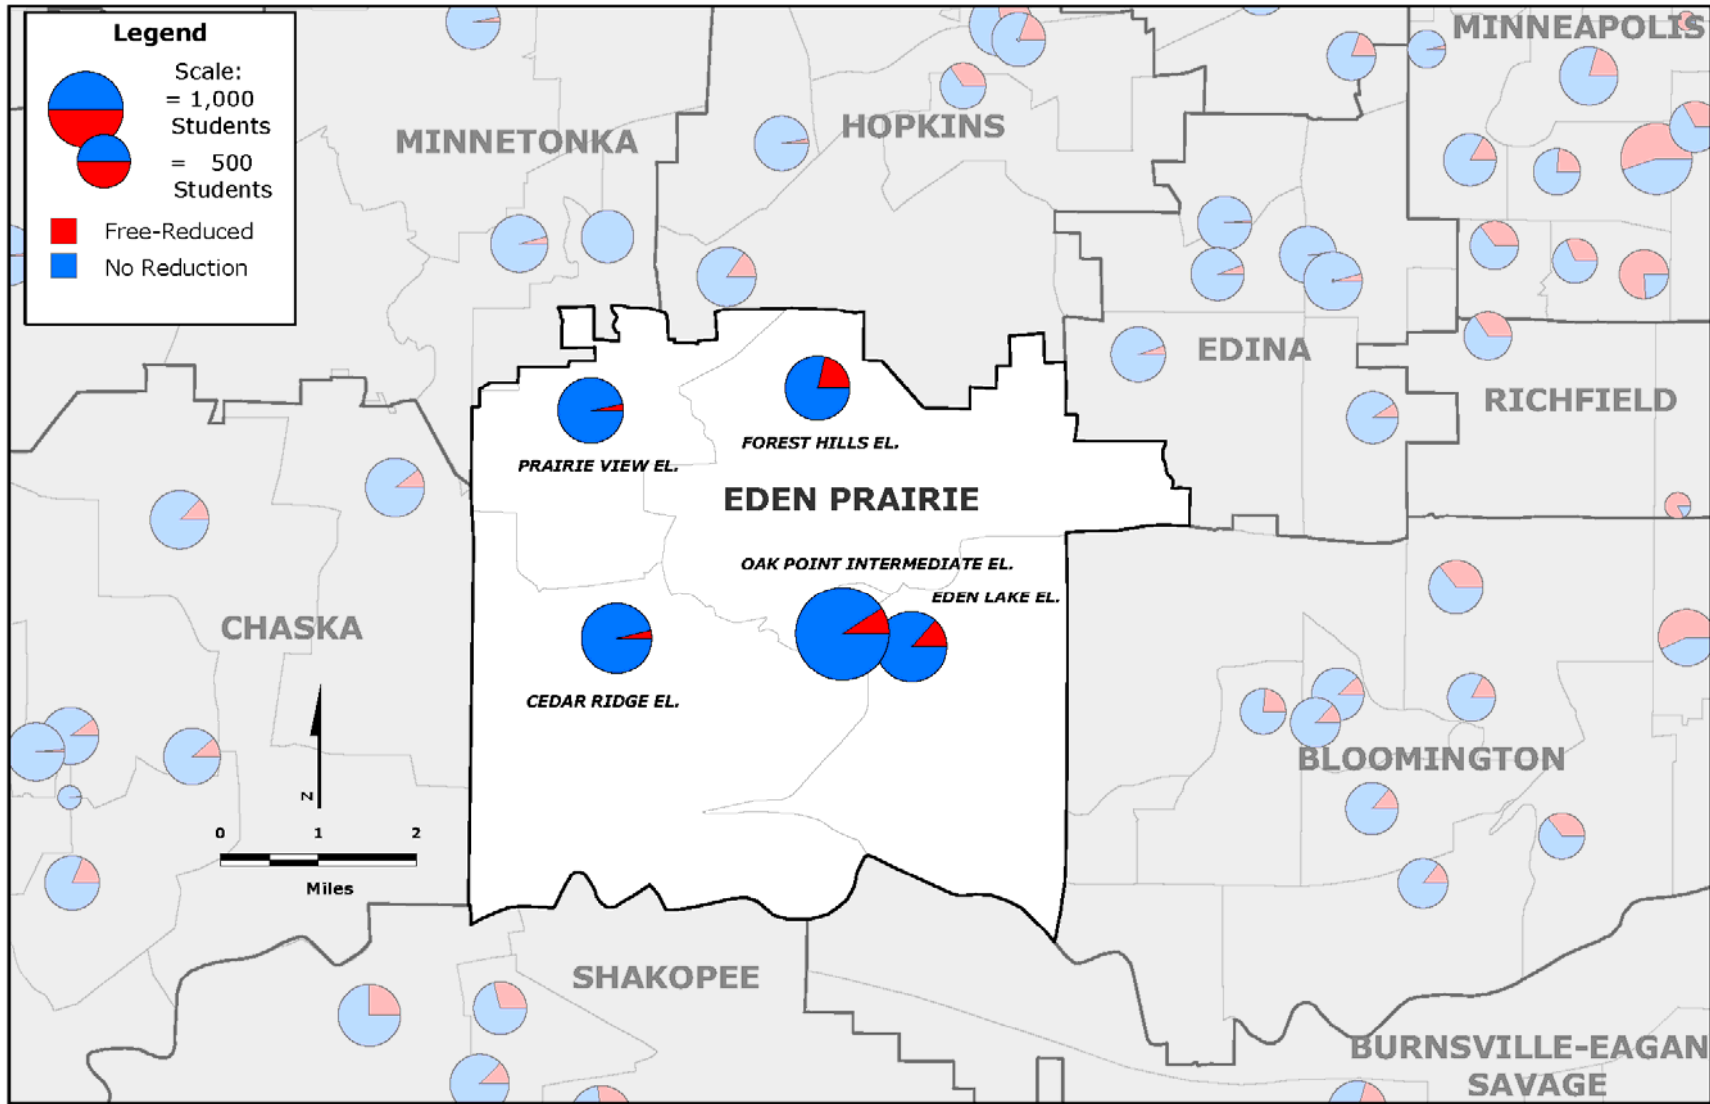 Legend
Scale:
= 1,000
Students
= 500
Students
Free-Reduced
No Reduction
MINNEAPOLIS
MINNETONKA
HOPKINS
EDINA
RICHFIELD
FOREST HILLS EL.
PRAIRIE VIEW EL.
EDEN PRAIRIE
OAK POINT INTERMEDIATE EL.
EDEN LAKE EL.
CHASKA
CEDAR RIDGE EL.
BLOOMINGTON
N
0 1 2
Miles
SHAKOPEE
BURNSVILLE-EAGAN
SAVAGE